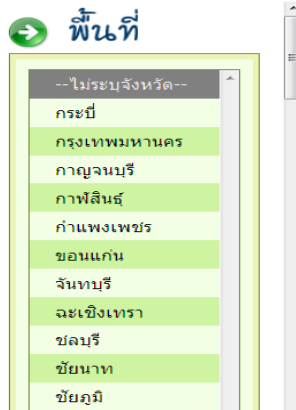 พื้นที่
--ไม่ระบุจังหวัด--
กระบี่
กรุงเทพมหานคร
กาญจนบุรี
กาฬสินธุ์
กำแพงเพชร
ขอนแก่น
จันทบุรี
ฉะเชิงเทรา
ชลบุรี
ชัยนาท
ชัยภูมิ